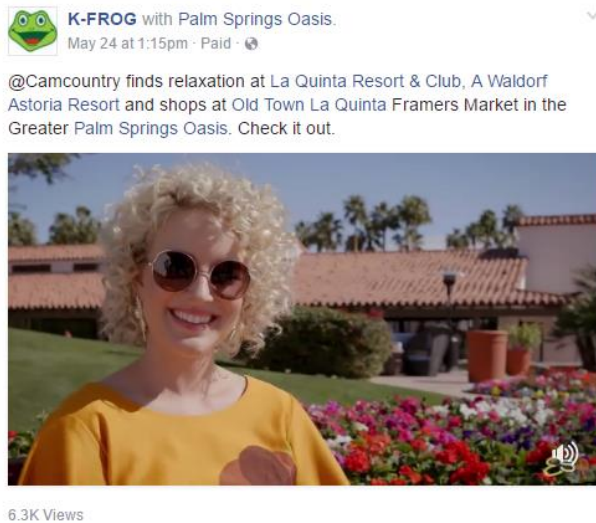 K-FROG with Palm Springs Oasis.
May 24 at 1:15pm · Paid ·
@Camcountry finds relaxation at La Quinta Resort & Club, A Waldorf
Astoria Resort and shops at Old Town La Quinta Framers Market in the
Greater Palm Springs Oasis. Check it out.
6.3K Views